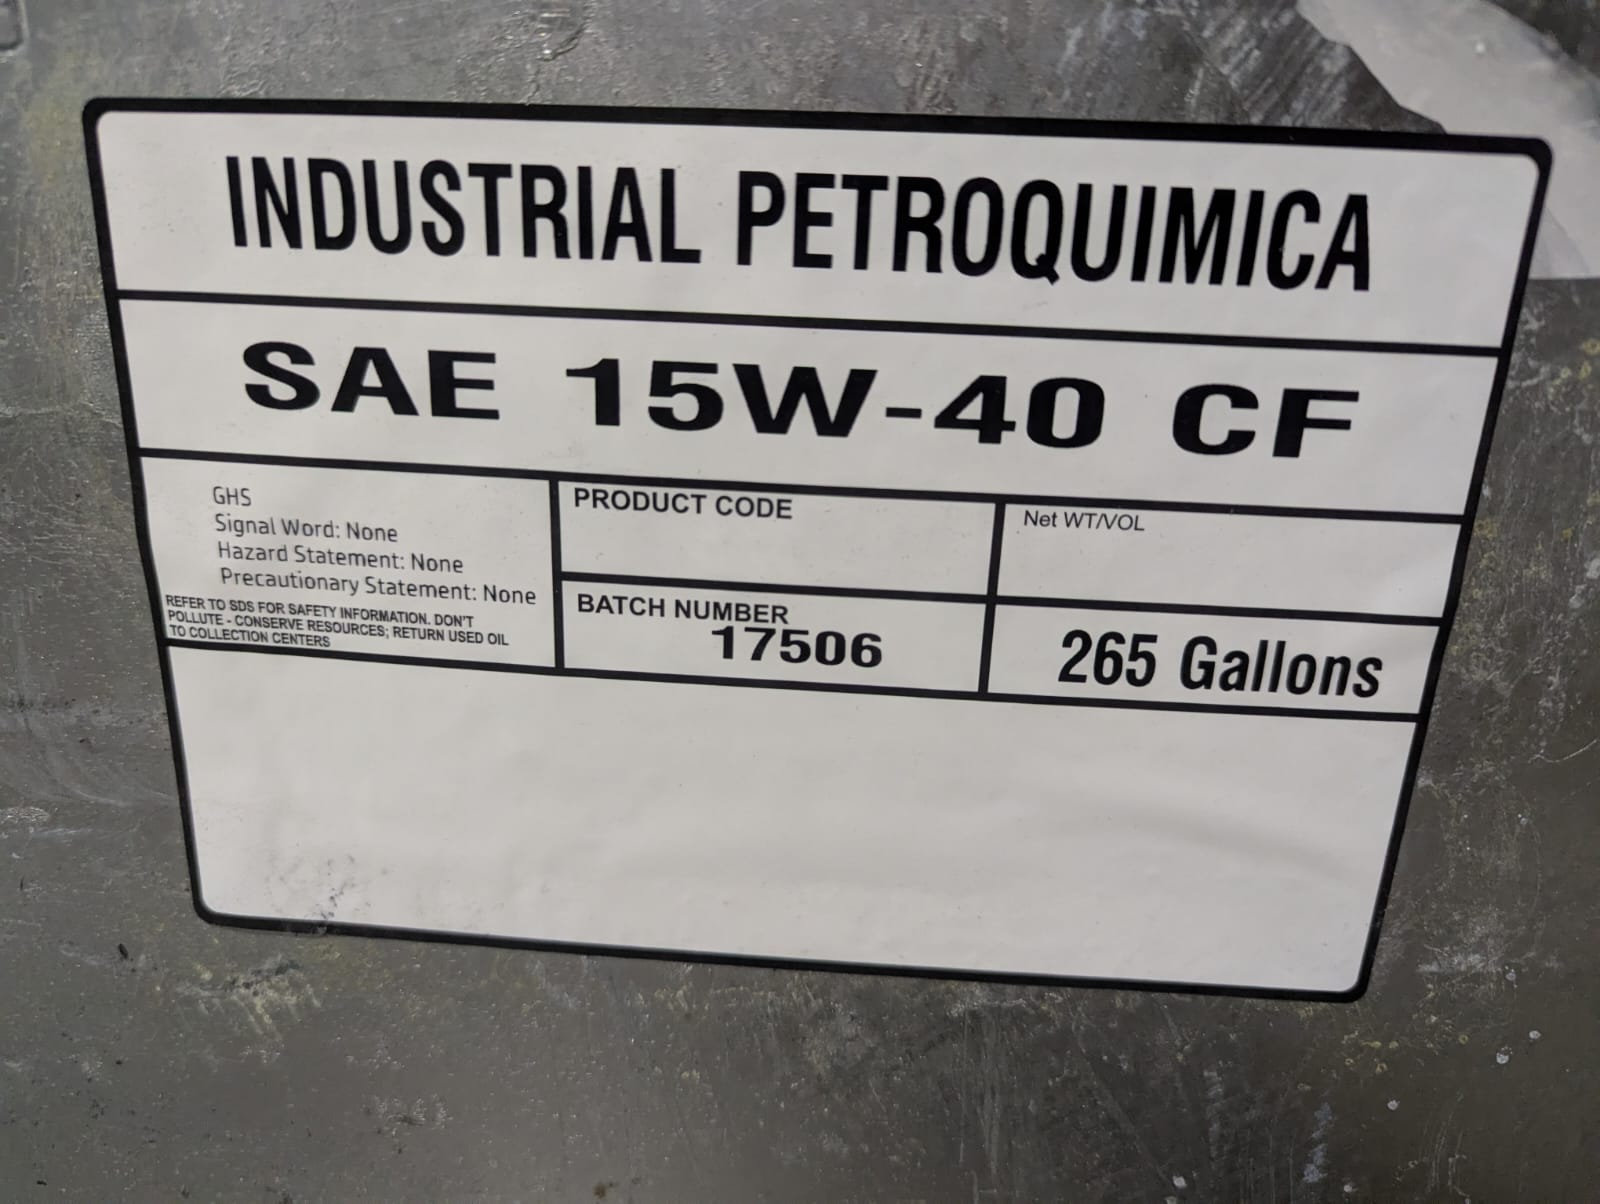 INDUSTRIAL PETROQUIMICA
SAE 15W-40 CF
GHS
Signal Word: None
Hazard Statement: None
Precautionary Statement: None
REFER TO SDS FOR SAFETY INFORMATION. DON'T
POLLUTE - CONSERVE RESOURCES; RETURN USED OIL
TO COLLECTION CENTERS
PRODUCT CODE
BATCH NUMBER
17506
Net WT/VOL
265 Gallons